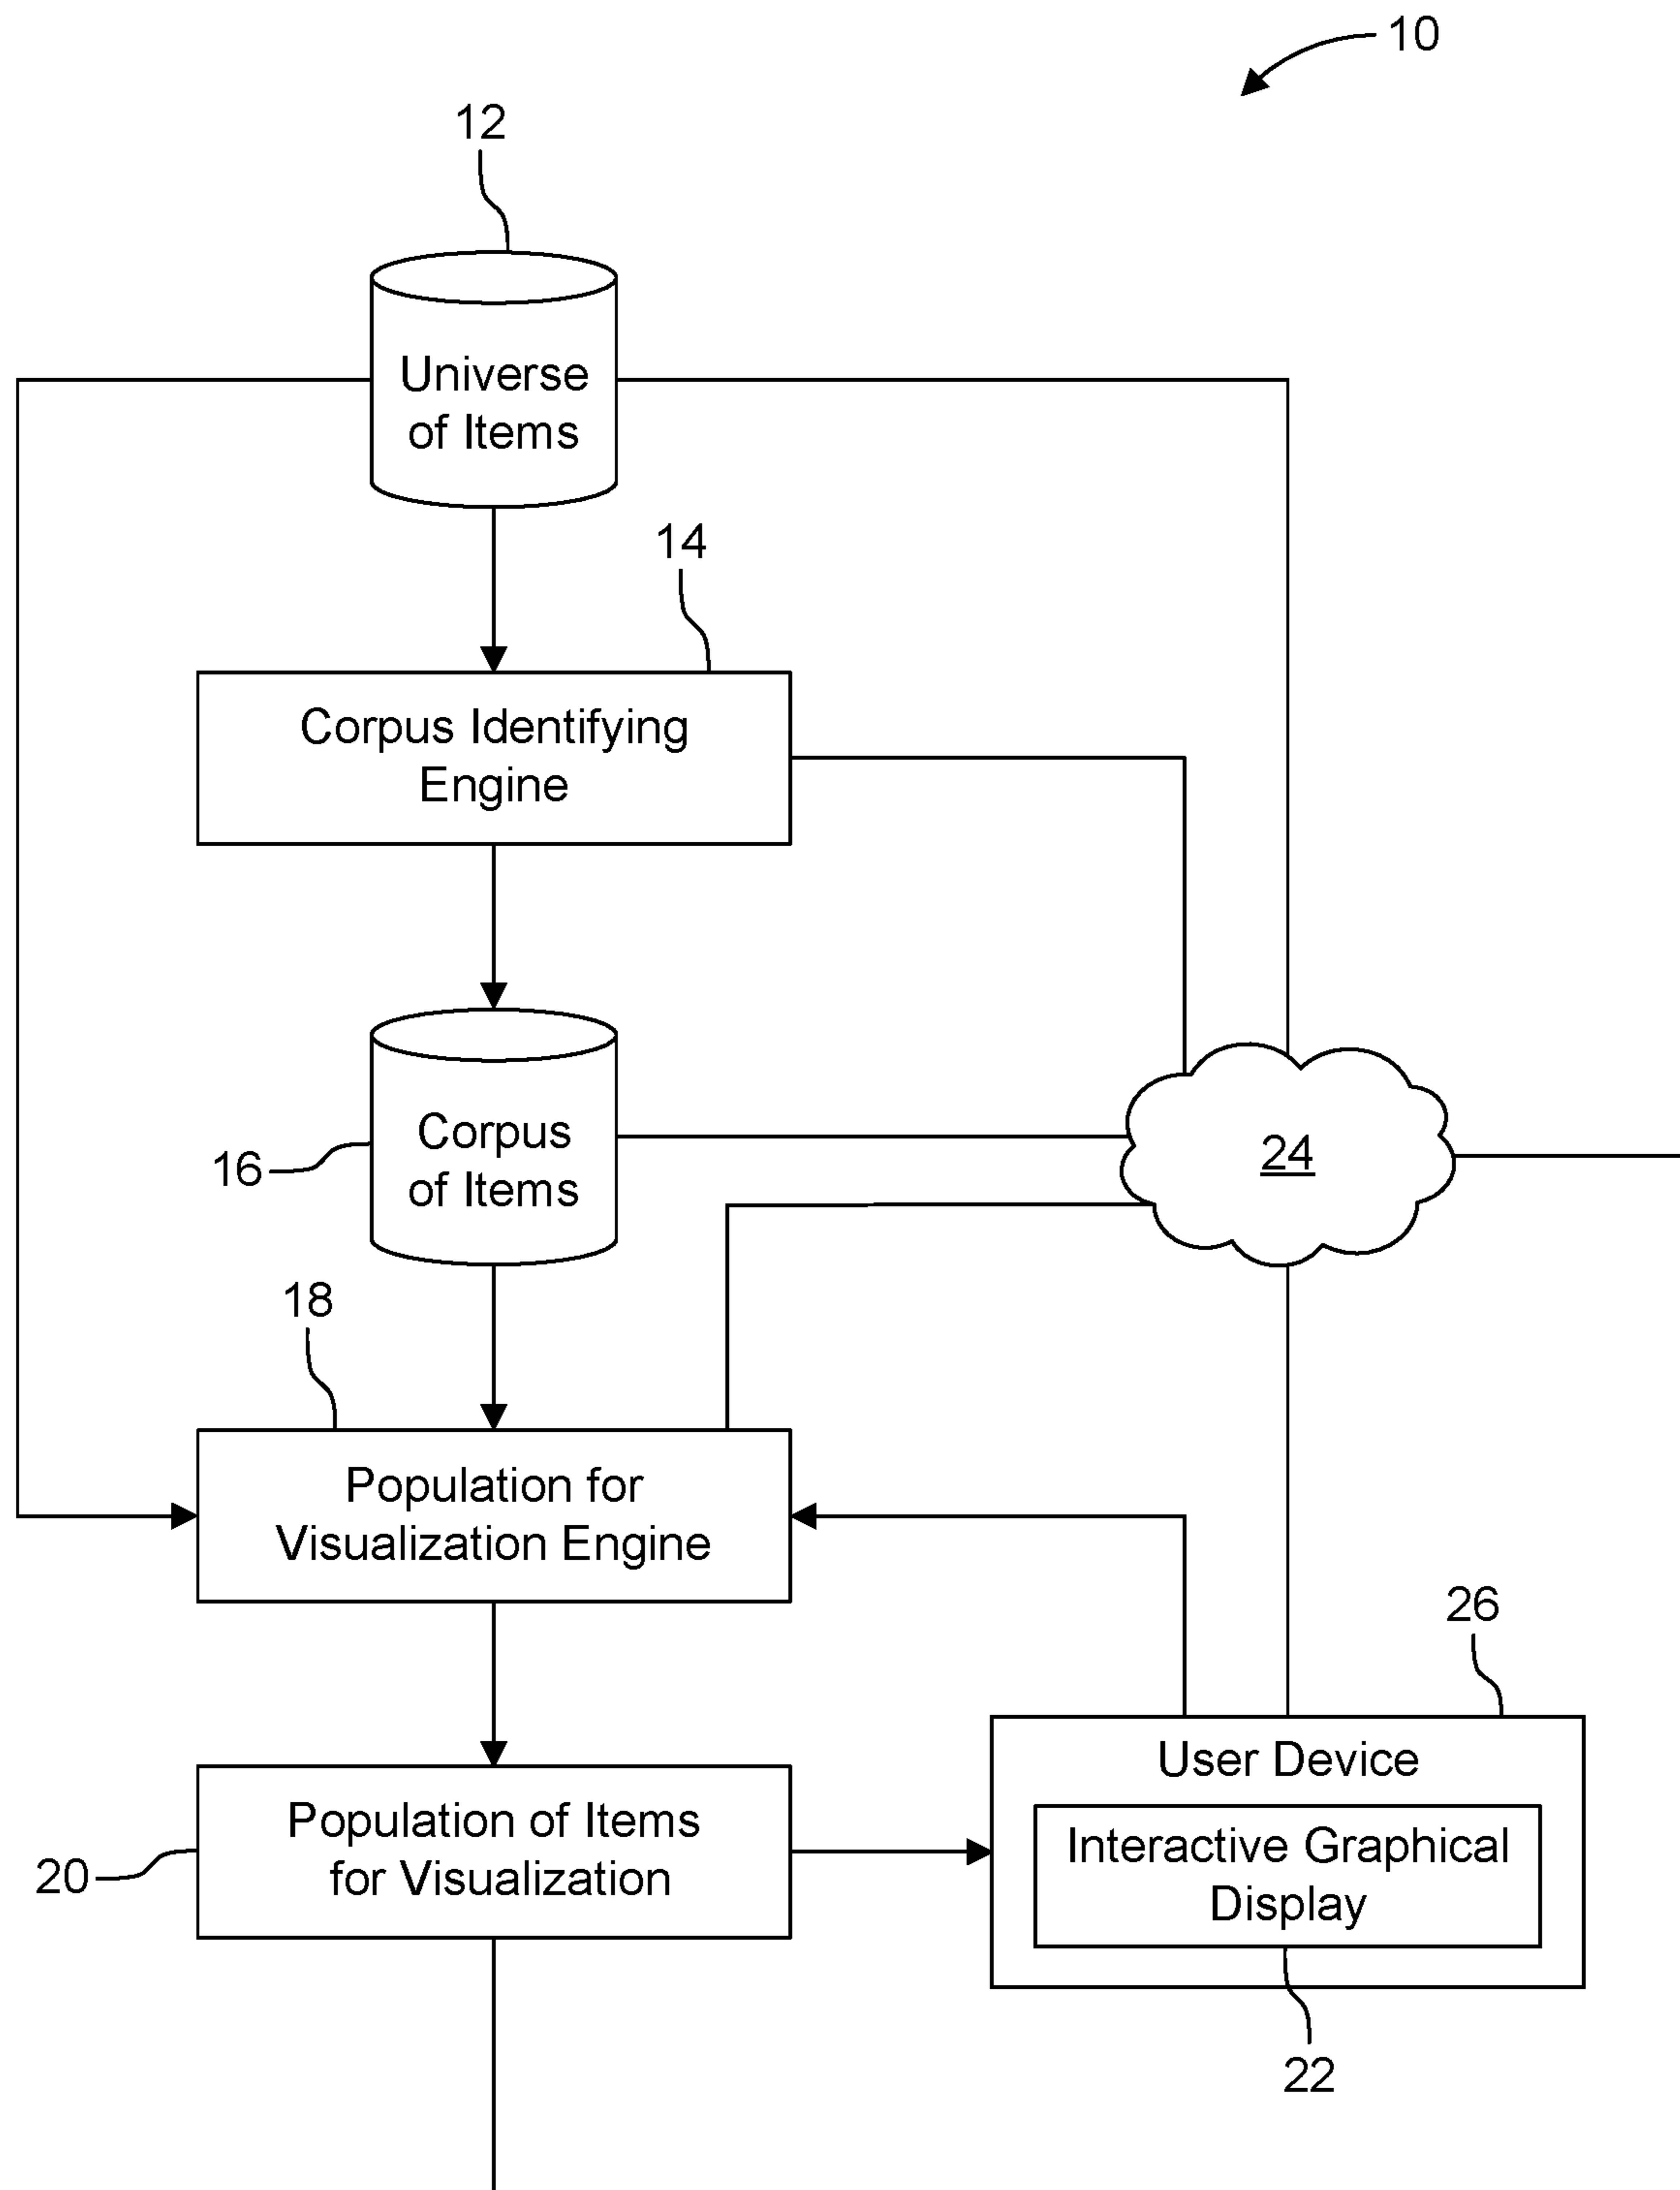 10
12
Universe
of Items
14
Corpus Identifying
Engine
Corpus
of Items
16
24
18
Population for
Visualization Engine
26
User Device
Population of Items
for Visualization
Interactive Graphical
Display
20
22